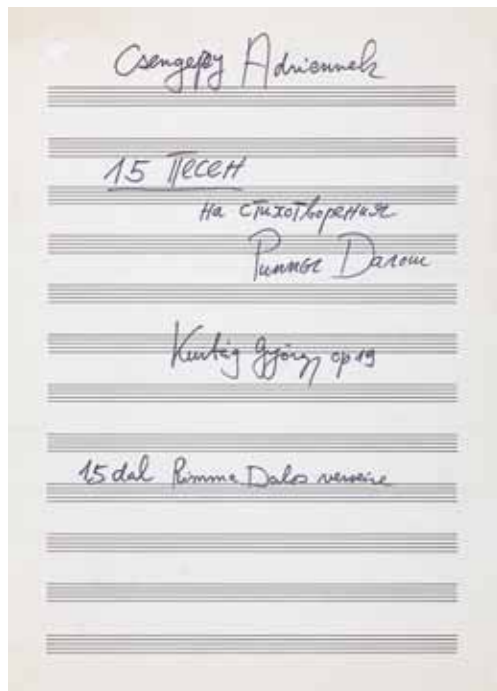 Csengery Adriennek
15 Песен
на стихотворения
Риммы Далош
Kurtág György, op 19
15 dal Rimma Dalos verseire